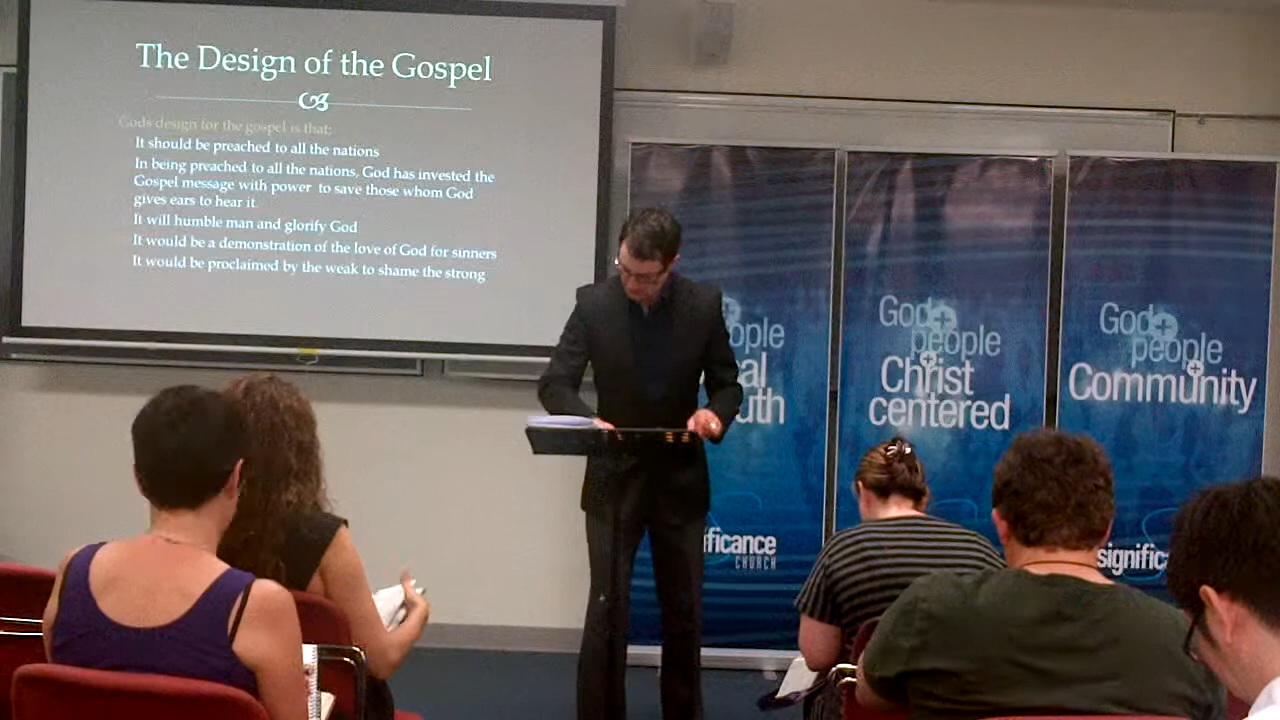 The Design of the Gospel
Gods design for the gospel is that:
It should be preached to all the nations
In being preached to all the nations, God has invested the
Gospel message with power to save those whom God
gives ears to hear it
It will humble man and glorify God
It would be a demonstration of the love of God for sinners
It would be proclaimed by the weak to shame the strong
ople
al
uth
ificance
CHURCH
God+
people
+
Christ
centered
God+
people
+
Community
signific